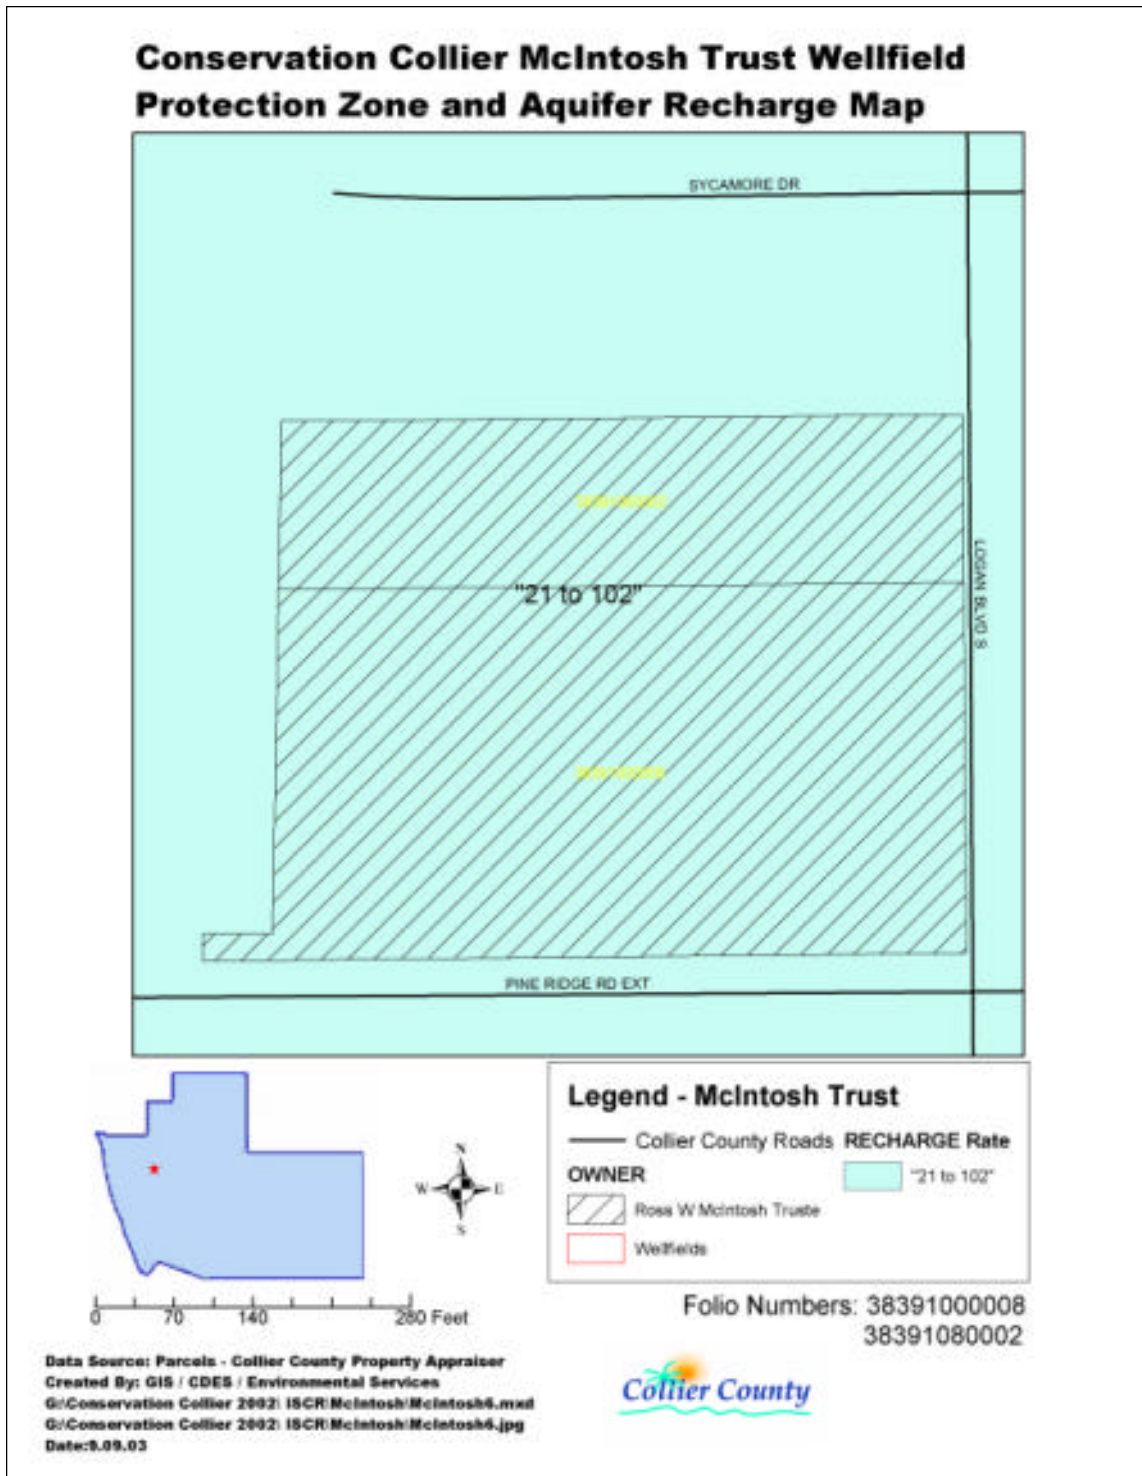 Conservation Collier McIntosh Trust Wellfield
Protection Zone and Aquifer Recharge Map
SYCAMORE DR
38391080002
LOGAN BLVD S
"21 to 102"
38391000008
PINE RIDGE RD EXT
Legend - McIntosh Trust
Collier County Roads RECHARGE Rate
OWNER
"21 to 102"
Ross W McIntosh Truste
Wellfields
N
W E
S
0 70 140 280 Feet
Folio Numbers: 38391000008
38391080002
Data Source: Parcels - Collier County Property Appraiser
Created By: GIS / CDES / Environmental Services
G:\Conservation Collier 2002\ ISCR\McIntosh\McIntosh6.mxd
G:\Conservation Collier 2002\ ISCR\McIntosh\McIntosh6.jpg
Date:9.09.03
Collier County